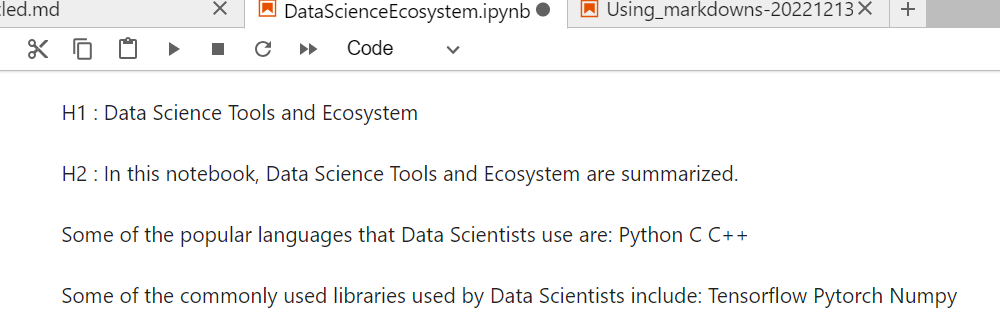 led.md
DataScienceEcosystem.ipynb
Using_markdowns-20221213
Code
H1 : Data Science Tools and Ecosystem
H2 : In this notebook, Data Science Tools and Ecosystem are summarized.
Some of the popular languages that Data Scientists use are: Python C C++
Some of the commonly used libraries used by Data Scientists include: Tensorflow Pytorch Numpy